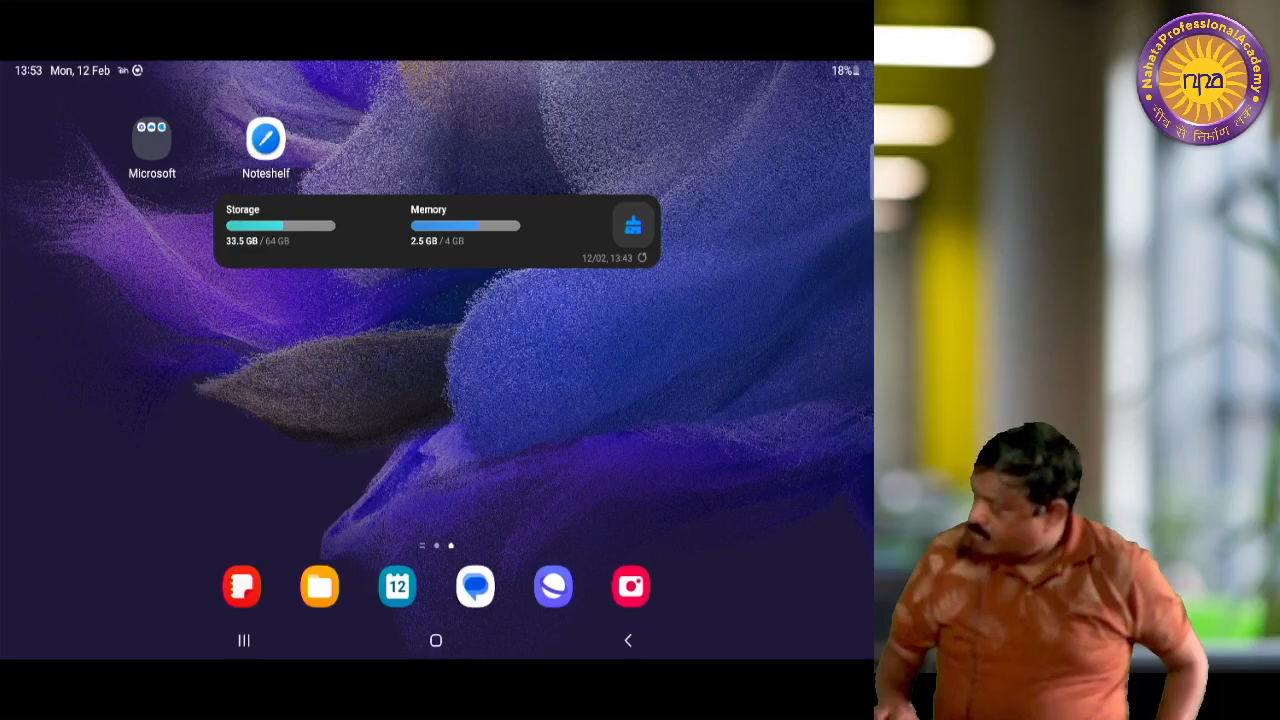 13:53 Mon, 12 Feb
18%
Microsoft
Noteshelf
Storage
33.5 GB / 64 GB
Memory
2.5 GB / 4 GB
12/02, 13:43
12
NahataProfessionalAcademy
npa
नींव से निर्माण तक